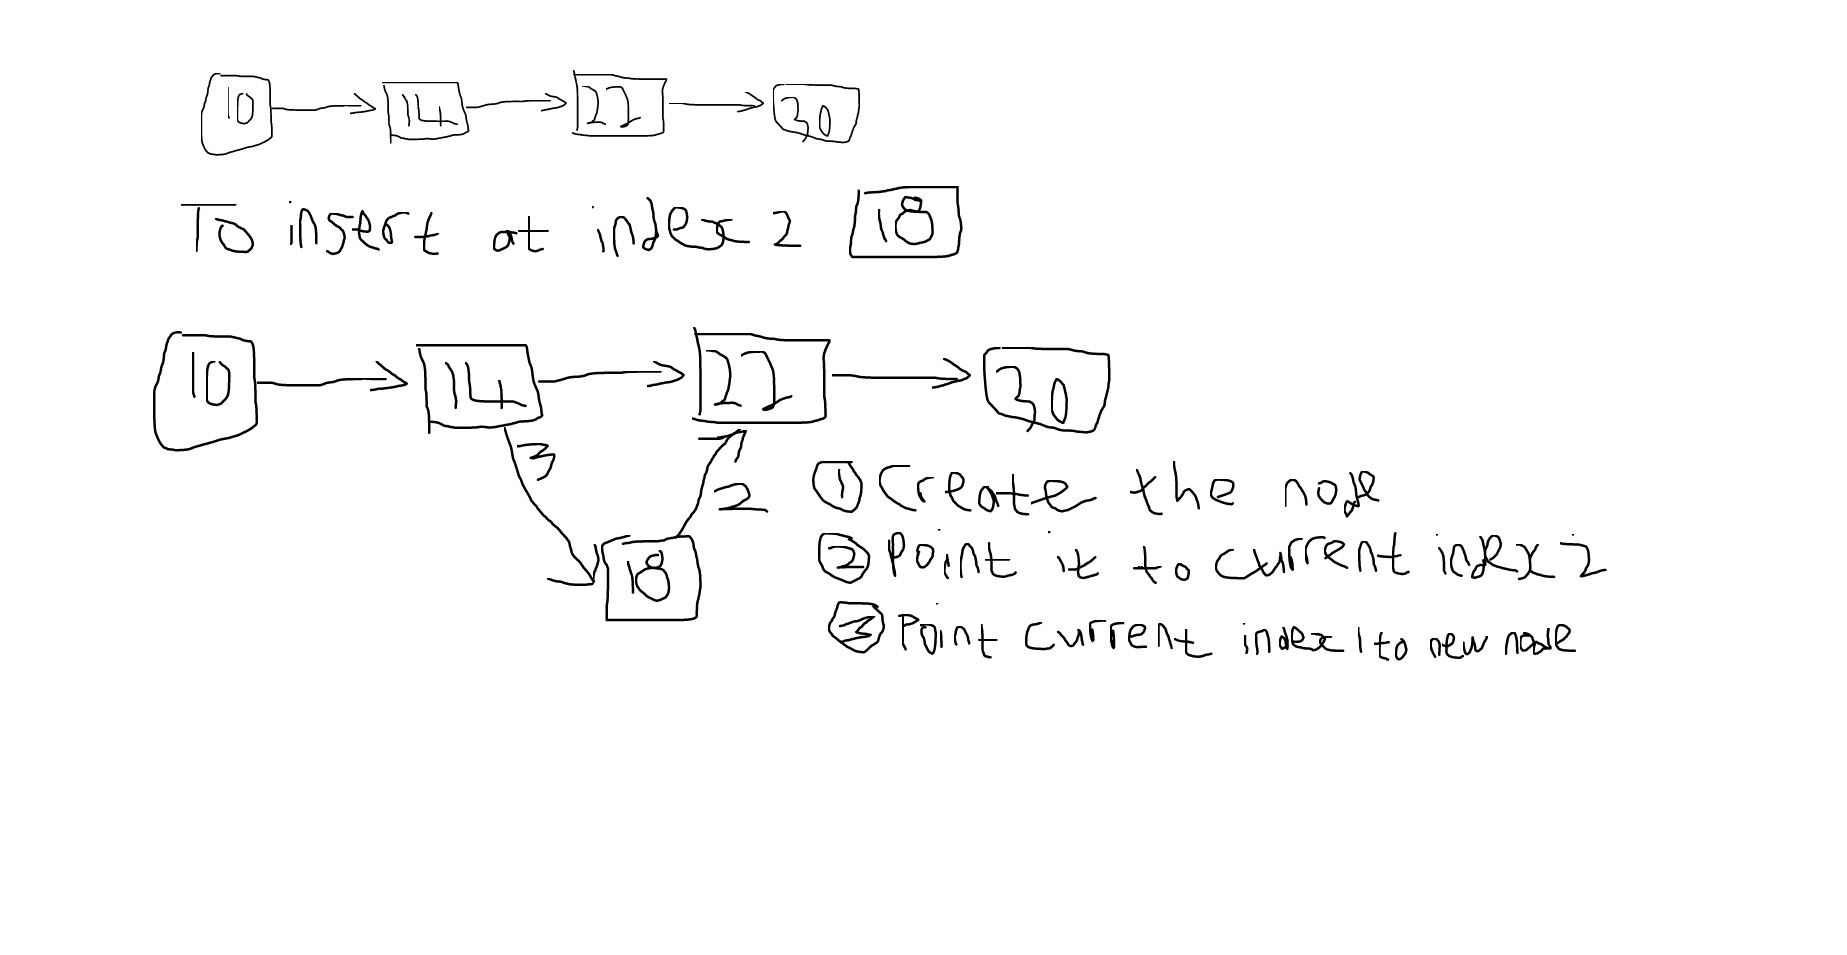 10 14 22 30
To insert at index 2 18
10 14 22 30
3
2
18
① Create the node
② Point it to current index 2
③ Point current index 1 to new node